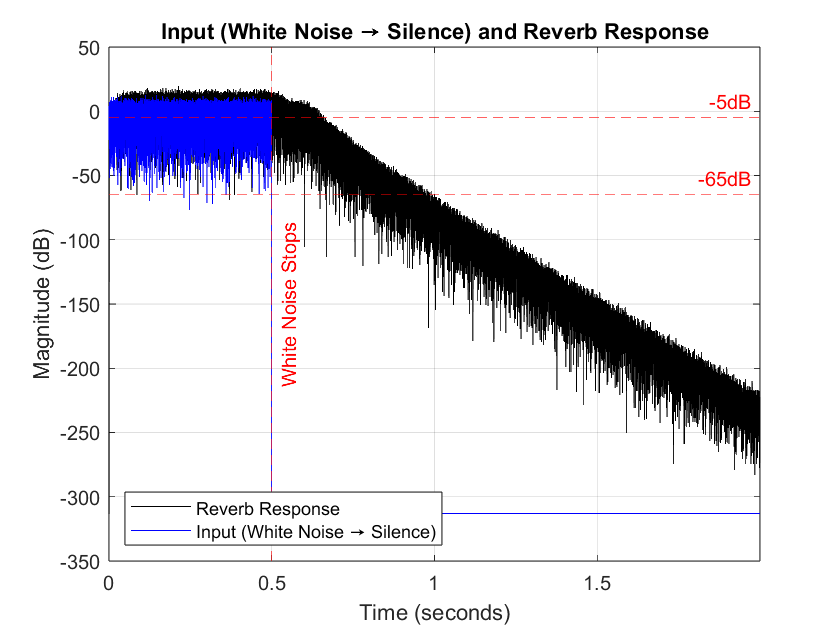 Input (White Noise → Silence) and Reverb Response
50
0
-50
-100
-150
-200
-250
-300
-350
Magnitude (dB)
-5dB
-65dB
White Noise Stops
Reverb Response
Input (White Noise → Silence)
0
0.5
1
1.5
Time (seconds)